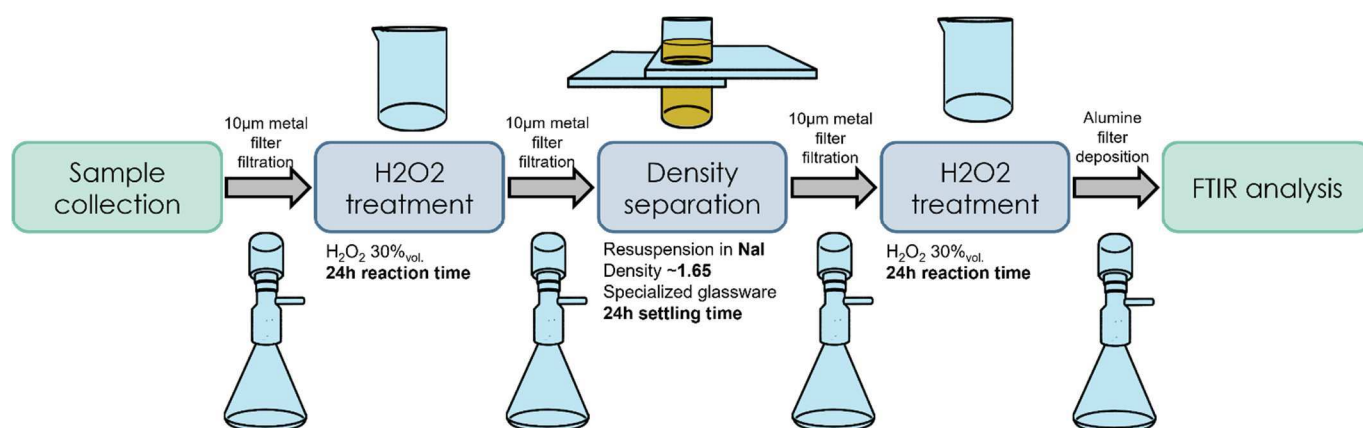 10µm metal
filter
filtration
10µm metal
filter
filtration
10µm metal
filter
filtration
Alumine
filter
deposition
Sample
collection
H2O2
treatment
Density
separation
H2O2
treatment
FTIR analysis
H₂O₂ 30%vol.
24h reaction time
Resuspension in NaI
Density ~1.65
Specialized glassware
24h settling time
H₂O₂ 30%vol.
24h reaction time